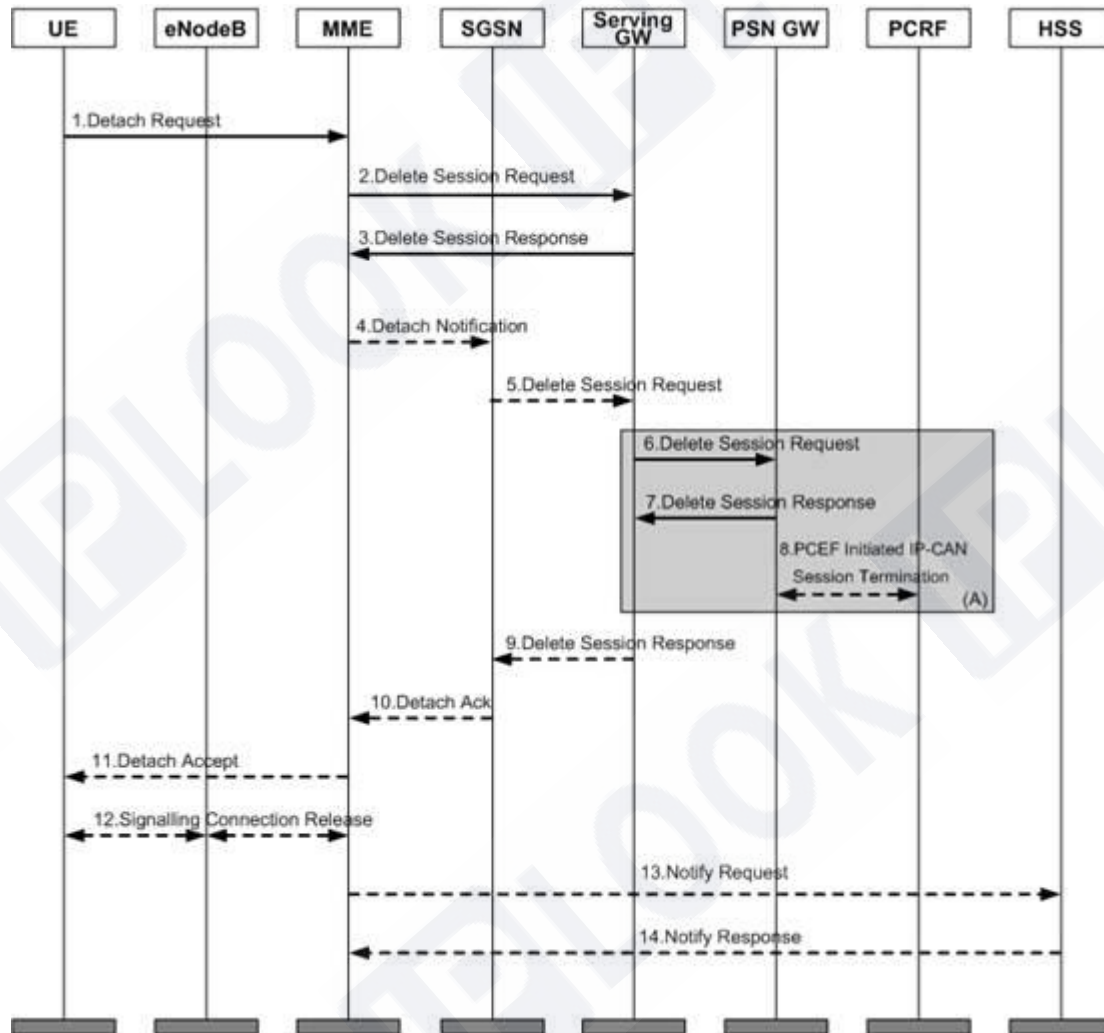 UE eNodeB MME SGSN Serving GW PSN GW PCRF HSS
1.Detach Request
2.Delete Session Request
3.Delete Session Response
4.Detach Notification
5.Delete Session Request
6.Delete Session Request
7.Delete Session Response
8.PCEF Initiated IP-CAN
Session Termination
(A)
9.Delete Session Response
10.Detach Ack
11.Detach Accept
12.Signalling Connection Release
13.Notify Request
14.Notify Response
IPLOOK
IPLOOK